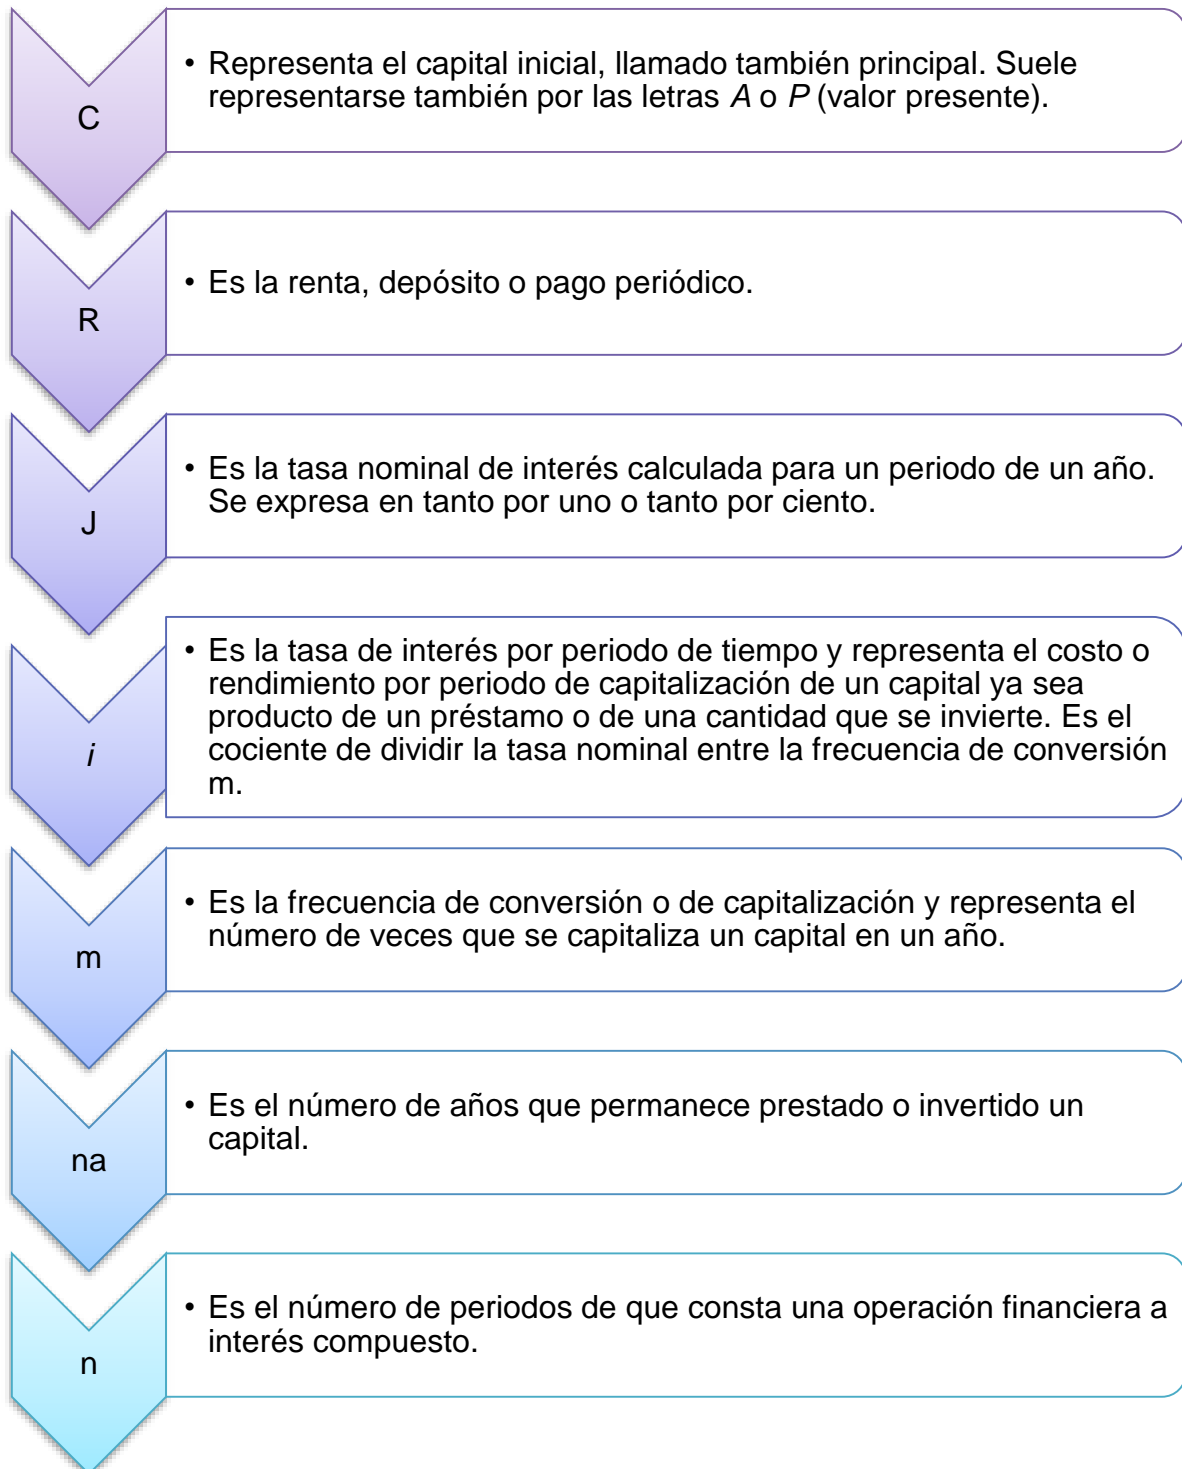 C
• Representa el capital inicial, llamado también principal. Suele
representarse también por las letras A o P (valor presente).
R
• Es la renta, depósito o pago periódico.
J
• Es la tasa nominal de interés calculada para un periodo de un año.
Se expresa en tanto por uno o tanto por ciento.
i
• Es la tasa de interés por periodo de tiempo y representa el costo o
rendimiento por periodo de capitalización de un capital ya sea
producto de un préstamo o de una cantidad que se invierte. Es el
cociente de dividir la tasa nominal entre la frecuencia de conversión
m.
m
• Es la frecuencia de conversión o de capitalización y representa el
número de veces que se capitaliza un capital en un año.
na
• Es el número de años que permanece prestado o invertido un
capital.
n
• Es el número de periodos de que consta una operación financiera a
interés compuesto.